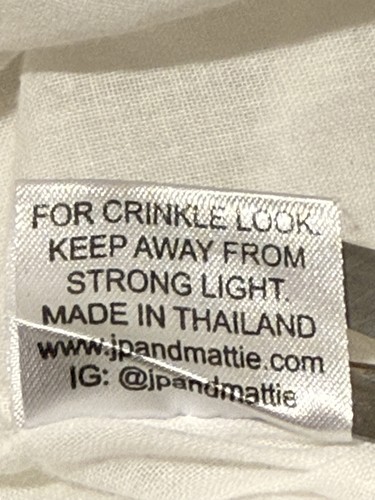 FOR CRINKLE LOOK.
KEEP AWAY FROM
STRONG LIGHT.
MADE IN THAILAND
www.jpandmattie.com
IG: @jpandmattie